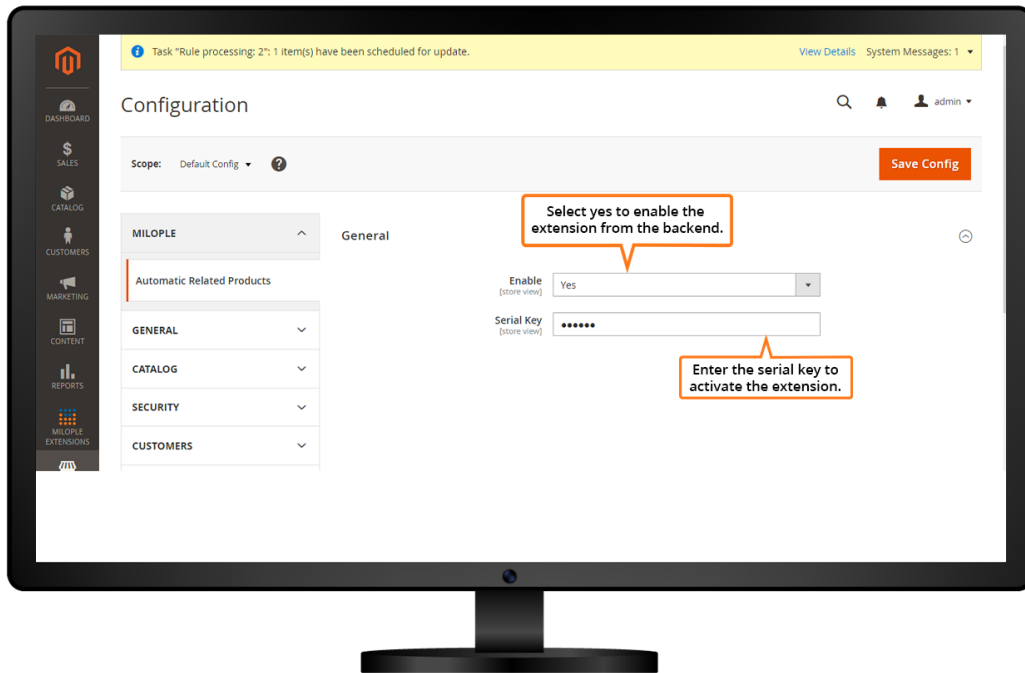 Task "Rule processing: 2": 1 item(s) have been scheduled for update.
View Details System Messages: 1
DASHBOARD
SALES
CATALOG
CUSTOMERS
MARKETING
CONTENT
REPORTS
MILOPLE
EXTENSIONS
Configuration
admin
Scope: Default Config
Save Config
MILOPLE
Automatic Related Products
GENERAL
CATALOG
SECURITY
CUSTOMERS
General
Select yes to enable the
extension from the backend.
Enable
[store view]
Yes
Serial Key
[store view]
••••••
Enter the serial key to
activate the extension.